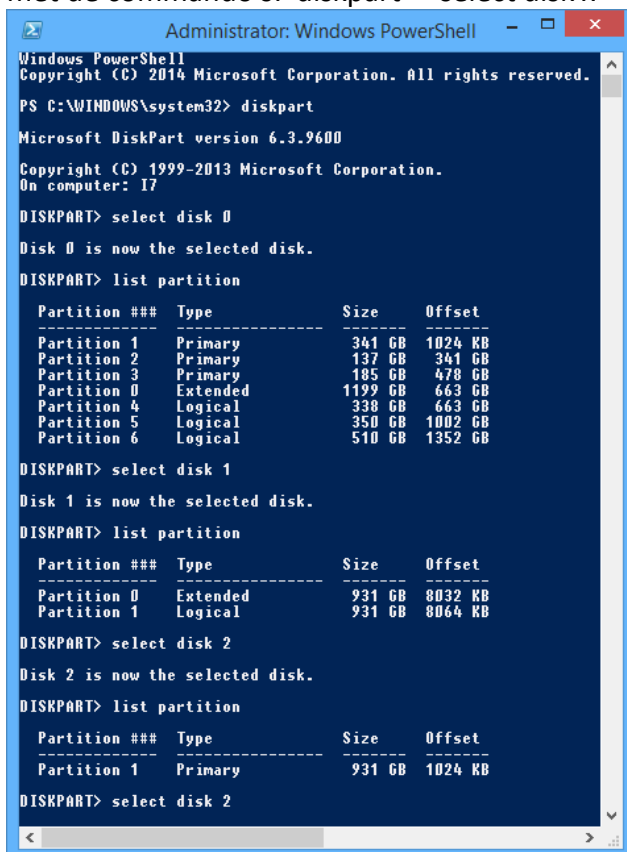 met de commando's: diskpart – select disk ..
Administrator: Windows PowerShell
Windows PowerShell
Copyright (C) 2014 Microsoft Corporation. All rights reserved.
PS C:\WINDOWS\system32> diskpart
Microsoft DiskPart version 6.3.9600
Copyright (C) 1999-2013 Microsoft Corporation.
On computer: I7
DISKPART> select disk 0
Disk 0 is now the selected disk.
DISKPART> list partition
Partition ### Type Size Offset
------------- ---------------- ------- -------
Partition 1 Primary 341 GB 1024 KB
Partition 2 Primary 137 GB 341 GB
Partition 3 Primary 185 GB 478 GB
Partition 0 Extended 1199 GB 663 GB
Partition 4 Logical 338 GB 663 GB
Partition 5 Logical 350 GB 1002 GB
Partition 6 Logical 510 GB 1352 GB
DISKPART> select disk 1
Disk 1 is now the selected disk.
DISKPART> list partition
Partition ### Type Size Offset
------------- ---------------- ------- -------
Partition 0 Extended 931 GB 8032 KB
Partition 1 Logical 931 GB 8064 KB
DISKPART> select disk 2
Disk 2 is now the selected disk.
DISKPART> list partition
Partition ### Type Size Offset
------------- ---------------- ------- -------
Partition 1 Primary 931 GB 1024 KB
DISKPART> select disk 2